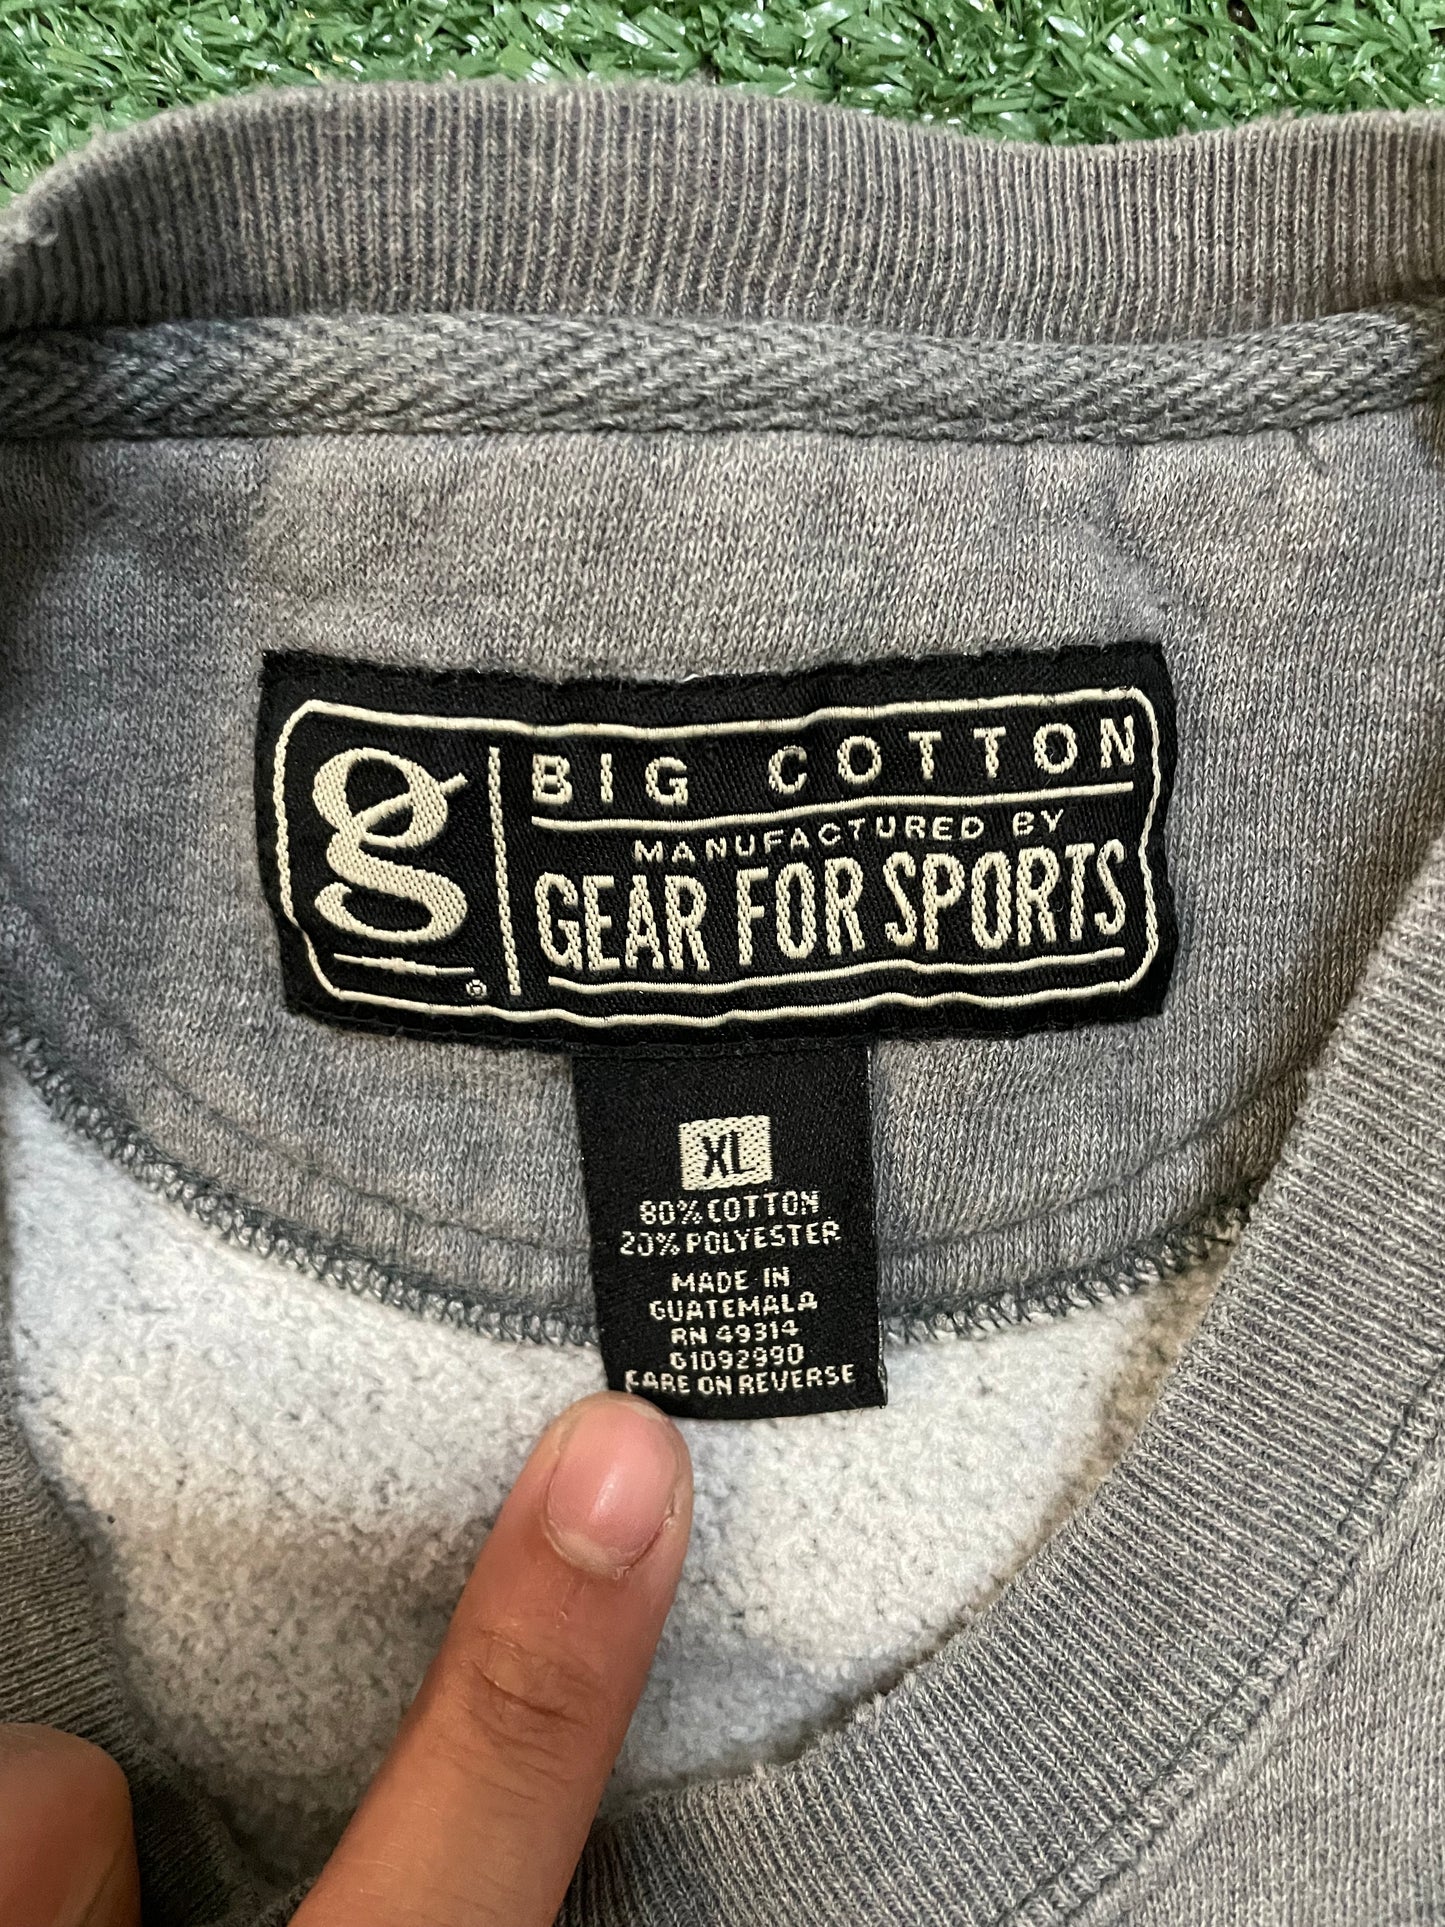 g
BIG COTTON
MANUFACTURED BY
GEAR FOR SPORTS
®
XL
80% COTTON
20% POLYESTER
MADE IN
GUATEMALA
RN 49314
G1092990
CARE ON REVERSE